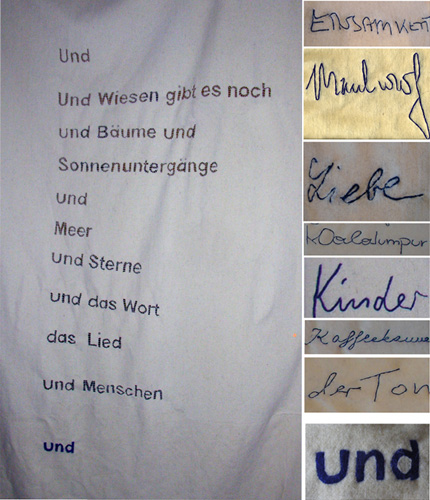 Und
Und Wiesen gibt es noch
und Bäume und
Sonnenuntergänge
und
Meer
und Sterne
und das Wort
das Lied
und Menschen
und
EINSAMKEIT
Maulwurf
Liebe
Kinder
der Ton
und